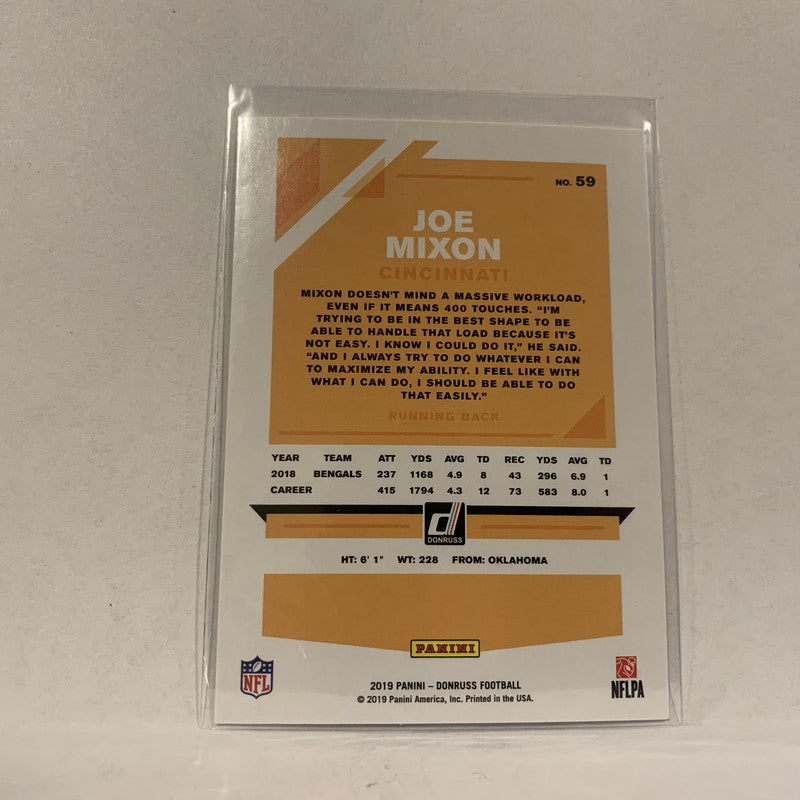 NO. 59
JOE
MIXON
CINCINNATI
MIXON DOESN'T MIND A MASSIVE WORKLOAD,
EVEN IF IT MEANS 400 TOUCHES. "I'M
TRYING TO BE IN THE BEST SHAPE TO BE
ABLE TO HANDLE THAT LOAD BECAUSE IT'S
NOT EASY. I KNOW I COULD DO IT," HE SAID.
"AND I ALWAYS TRY TO DO WHATEVER I CAN
TO MAXIMIZE MY ABILITY. I FEEL LIKE WITH
WHAT I CAN DO, I SHOULD BE ABLE TO DO
THAT EASILY."
RUNNING BACK
YEAR TEAM ATT YDS AVG TD REC YDS AVG TD
2018 BENGALS 237 1168 4.9 8 43 296 6.9 1
CAREER 415 1794 4.3 12 73 583 8.0 1
d
DONRUSS
HT: 6' 1" WT: 228 FROM: OKLAHOMA
PANINI
NFL
NFLPA
2019 PANINI – DONRUSS FOOTBALL
© 2019 Panini America, Inc. Printed in the USA.